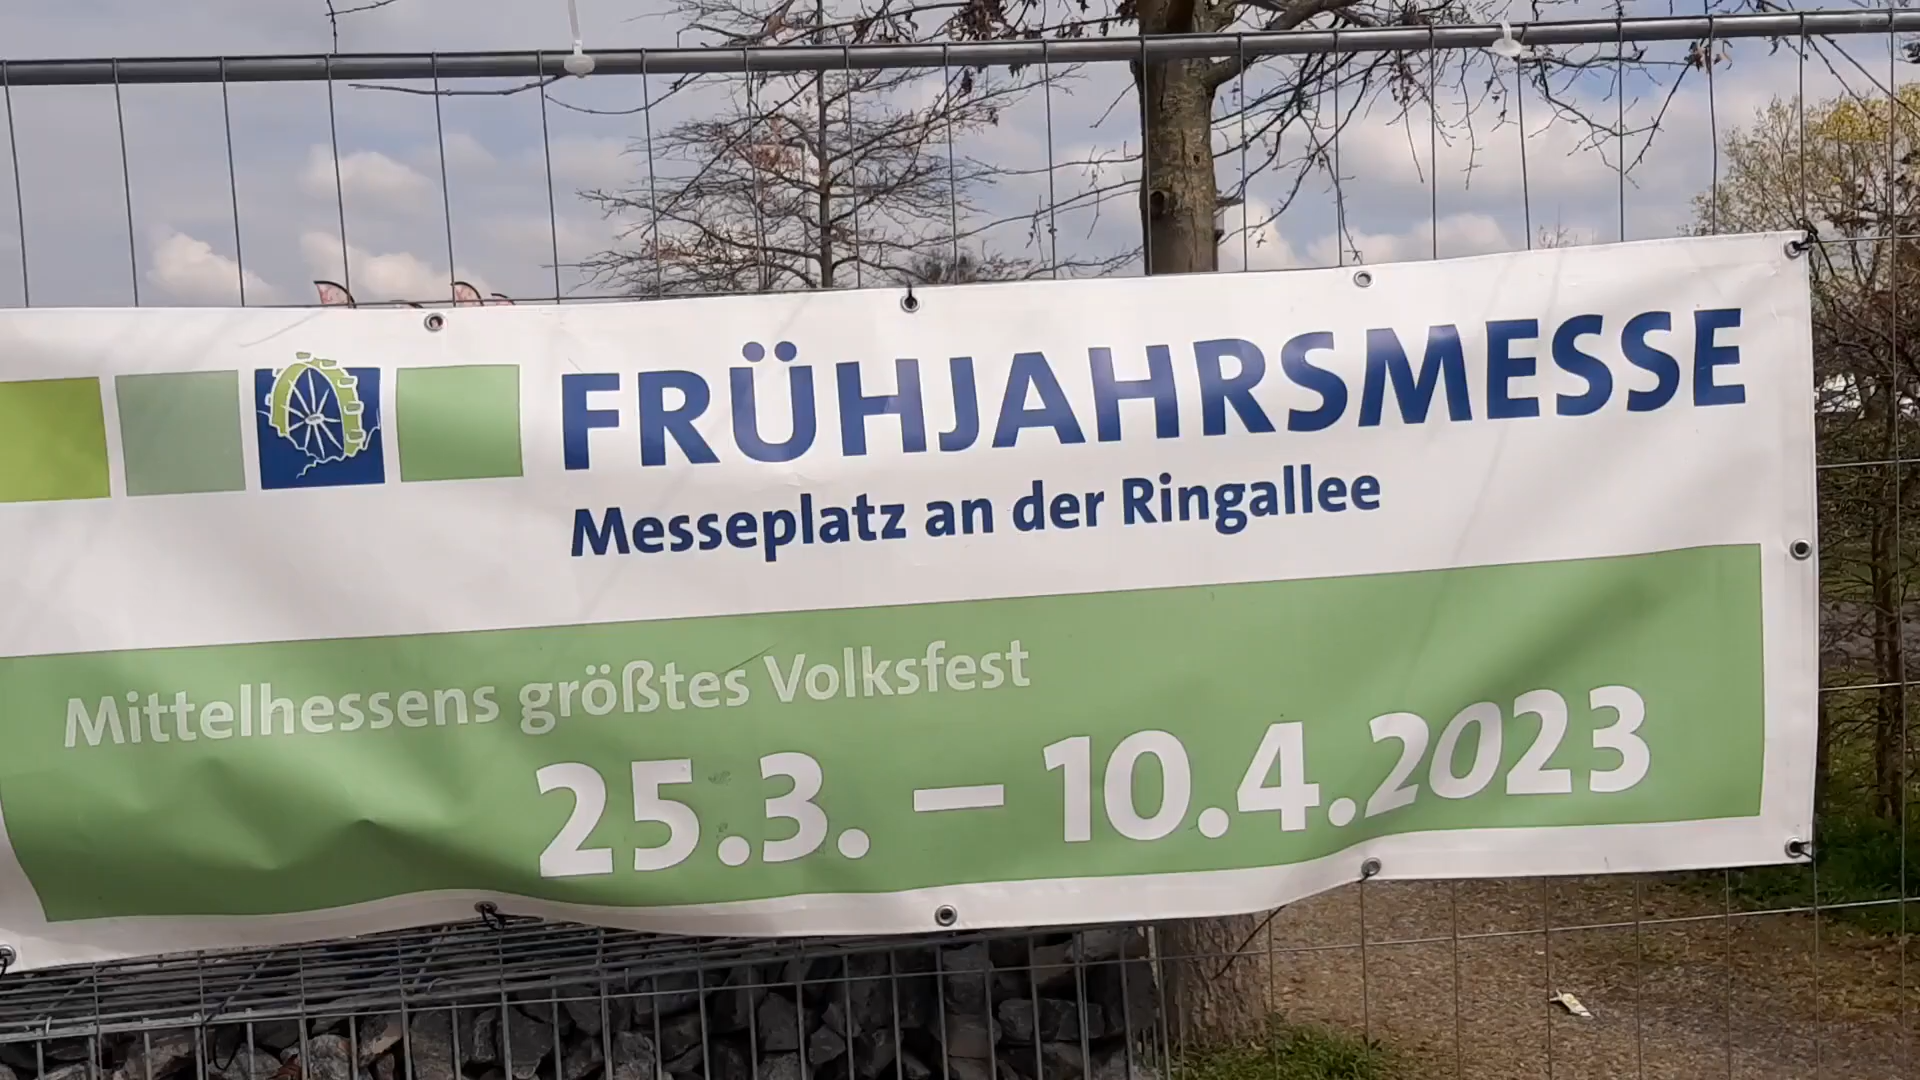 FRÜHJAHRSMESSE
Messeplatz an der Ringallee
Mittelhessens größtes Volksfest
25.3. – 10.4.2023